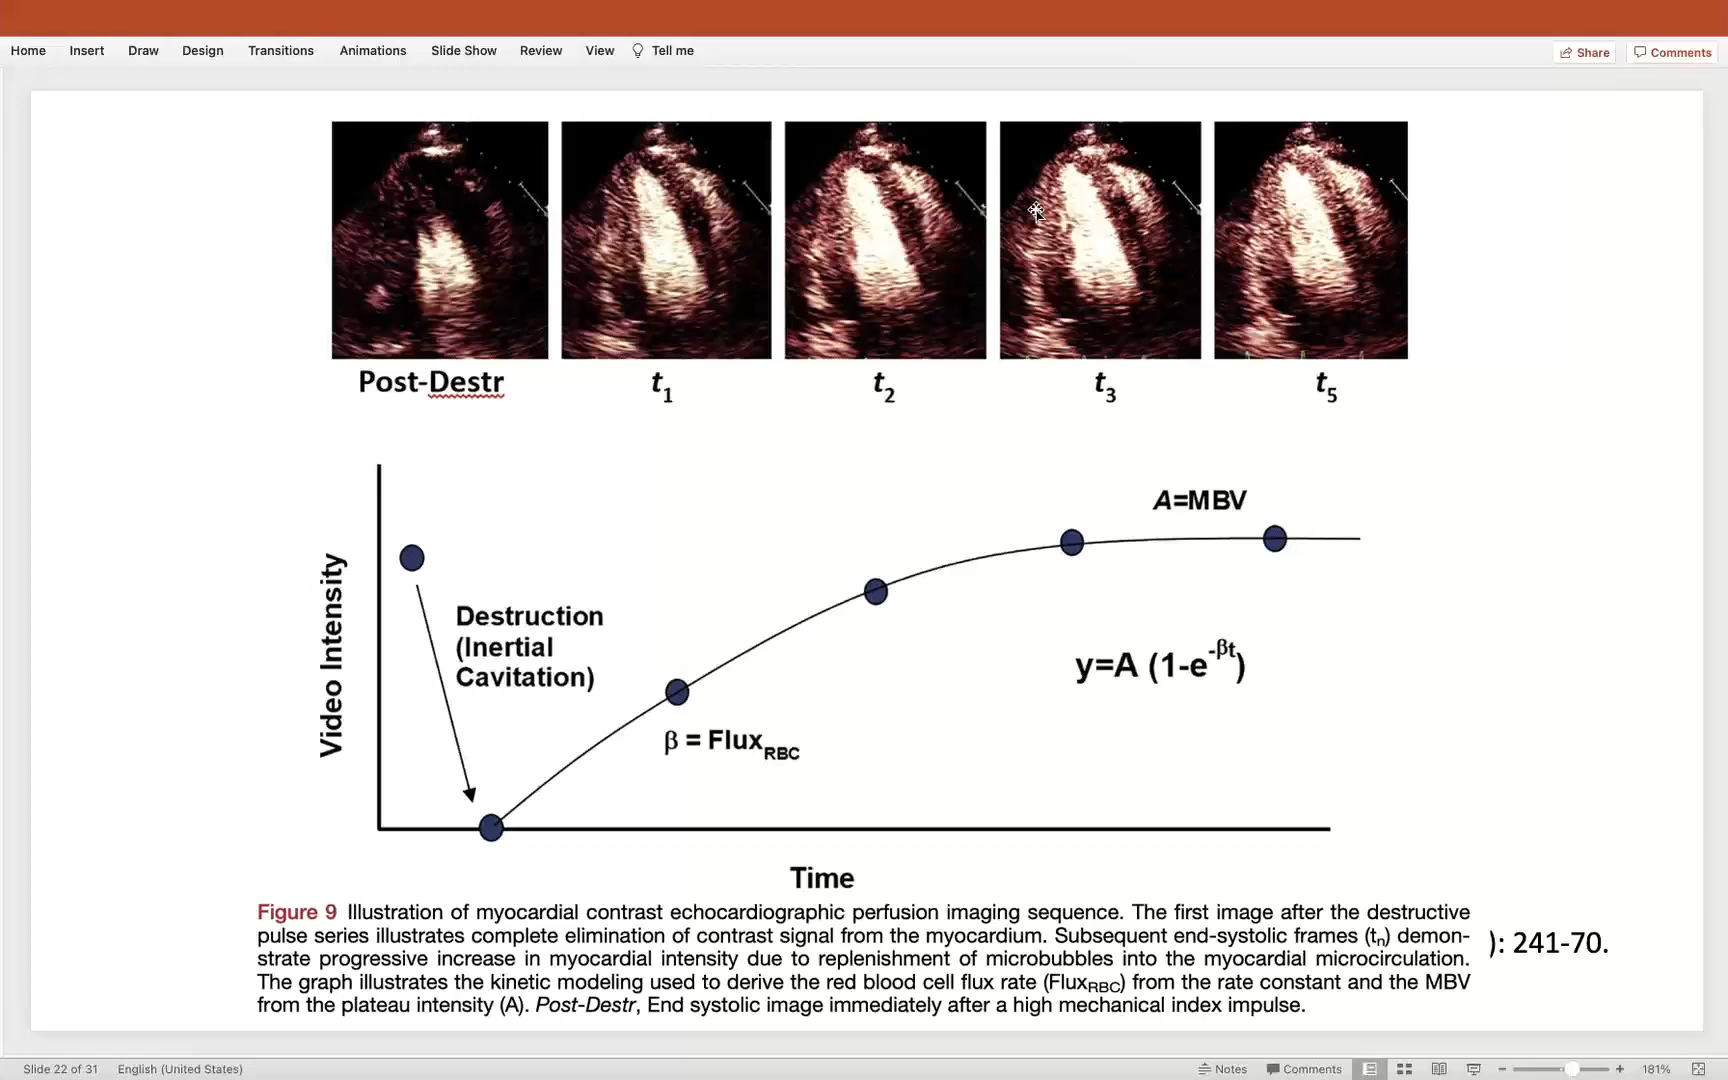 Home Insert Draw Design Transitions Animations Slide Show Review View Tell me Share Comments
Post-Destr t1 t2 t3 t5
A=MBV
Video Intensity
Destruction
(Inertial
Cavitation)
y=A (1-e^-βt)
β = FluxRBC
Time
Figure 9 Illustration of myocardial contrast echocardiographic perfusion imaging sequence. The first image after the destructive
pulse series illustrates complete elimination of contrast signal from the myocardium. Subsequent end-systolic frames (tn) demon-
strate progressive increase in myocardial intensity due to replenishment of microbubbles into the myocardial microcirculation.
The graph illustrates the kinetic modeling used to derive the red blood cell flux rate (FluxRBC) from the rate constant and the MBV
from the plateau intensity (A). Post-Destr, End systolic image immediately after a high mechanical index impulse.
): 241-70.
Slide 22 of 31 English (United States) Notes Comments 181%